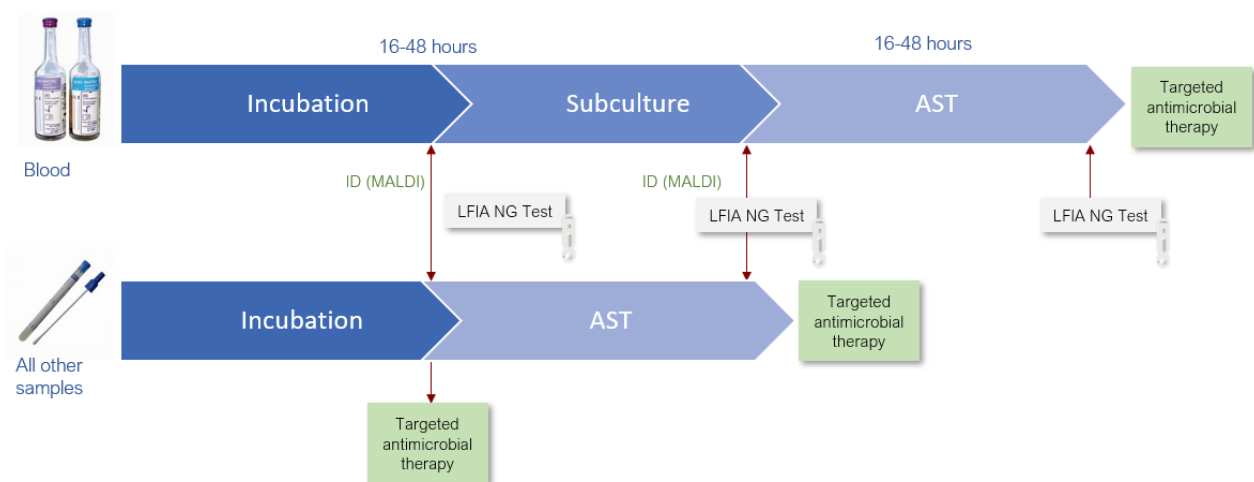 16-48 hours
16-48 hours
Incubation
Subculture
AST
Targeted
antimicrobial
therapy
Blood
ID (MALDI)
ID (MALDI)
LFIA NG Test
LFIA NG Test
LFIA NG Test
Incubation
AST
Targeted
antimicrobial
therapy
All other
samples
Targeted
antimicrobial
therapy